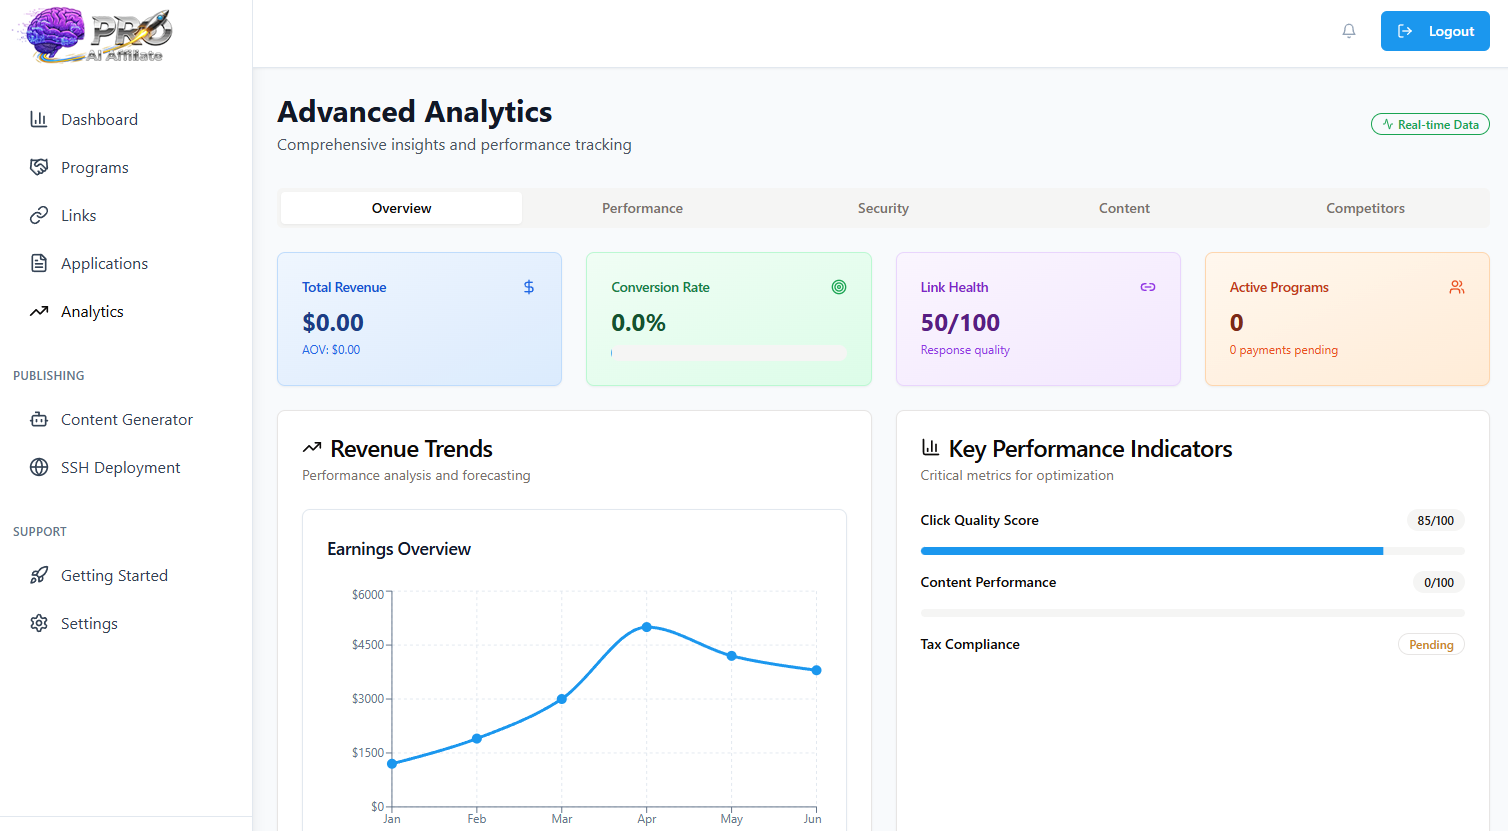 PRO
AI Affiliate
Logout
Dashboard
Programs
Links
Applications
Analytics
PUBLISHING
Content Generator
SSH Deployment
SUPPORT
Getting Started
Settings
Advanced Analytics
Comprehensive insights and performance tracking
Real-time Data
Overview
Performance
Security
Content
Competitors
Total Revenue
$
$0.00
AOV: $0.00
Conversion Rate
0.0%
Link Health
50/100
Response quality
Active Programs
0
0 payments pending
Revenue Trends
Performance analysis and forecasting
Earnings Overview
$6000
$4500
$3000
$1500
$0
Jan
Feb
Mar
Apr
May
Jun
Key Performance Indicators
Critical metrics for optimization
Click Quality Score
85/100
Content Performance
0/100
Tax Compliance
Pending